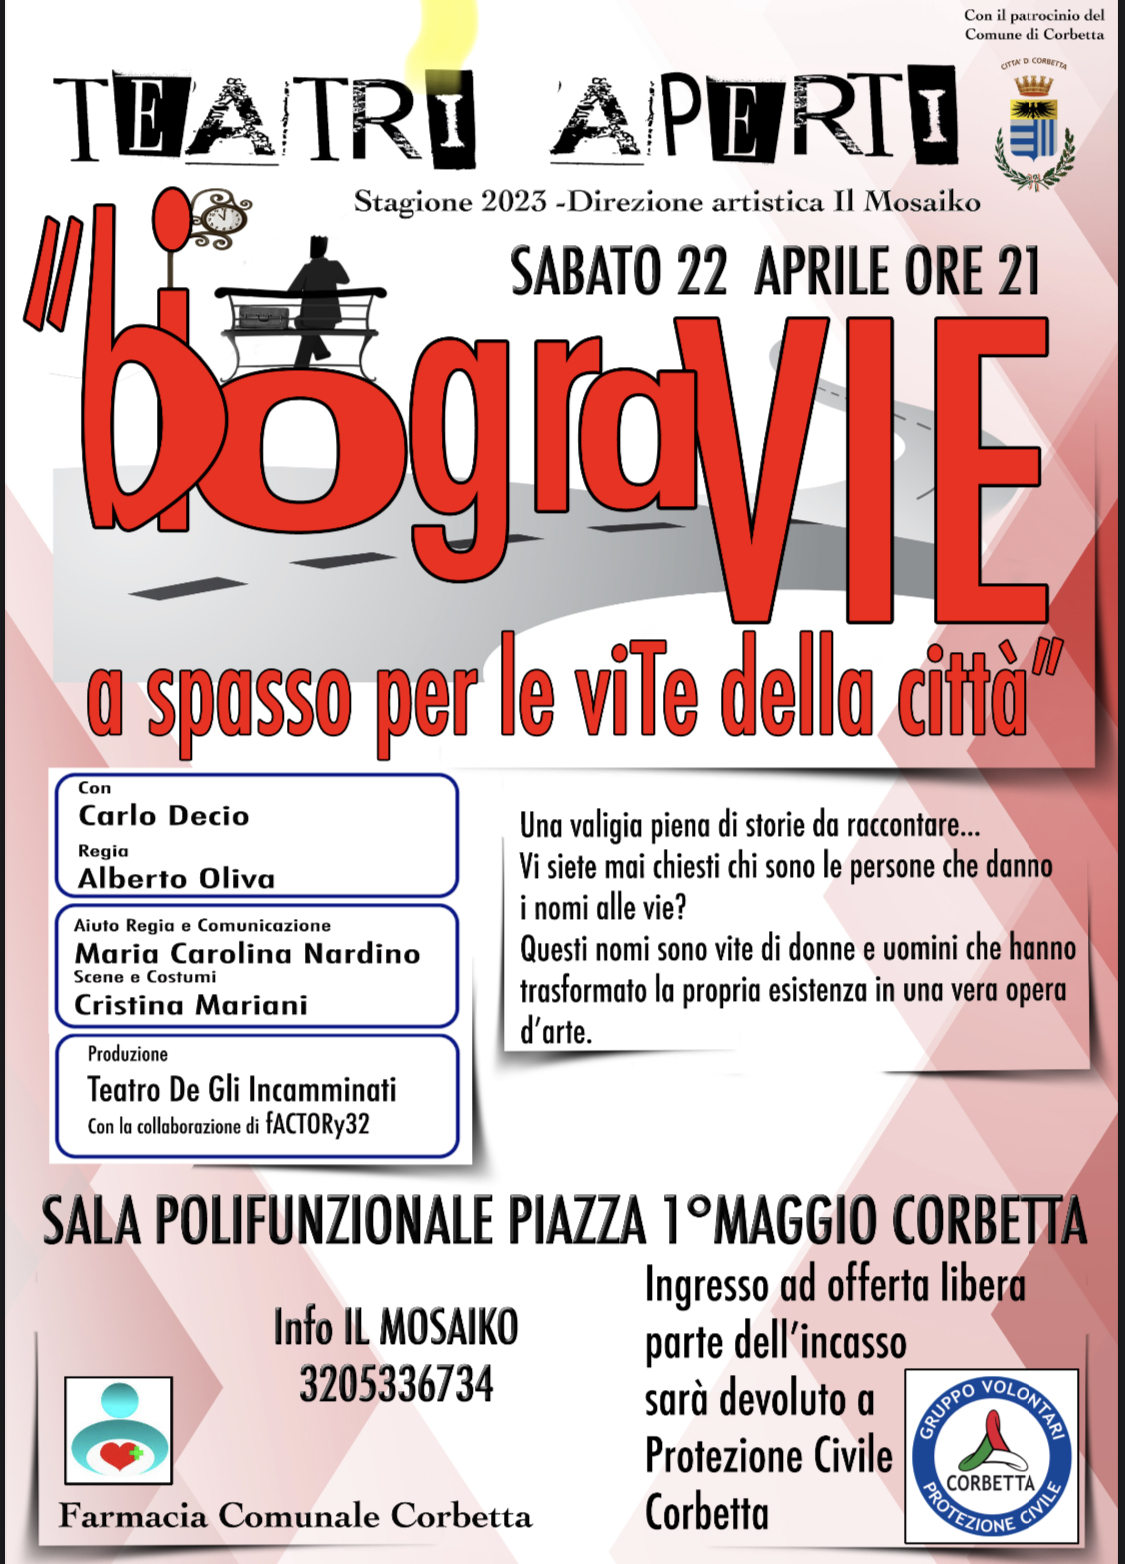 Con il patrocinio del
Comune di Corbetta
CITTA' DI CORBETTA
TEATRI APERTI
Stagione 2023 -Direzione artistica Il Mosaiko
SABATO 22 APRILE ORE 21
"biograVIE
a spasso per le viTe della città"
Con
Carlo Decio
Regia
Alberto Oliva
Aiuto Regia e Comunicazione
Maria Carolina Nardino
Scene e Costumi
Cristina Mariani
Produzione
Teatro De Gli Incamminati
Con la collaborazione di fACTORy32
Una valigia piena di storie da raccontare...
Vi siete mai chiesti chi sono le persone che danno
i nomi alle vie?
Questi nomi sono vite di donne e uomini che hanno
trasformato la propria esistenza in una vera opera
d'arte.
SALA POLIFUNZIONALE PIAZZA 1°MAGGIO CORBETTA
Info IL MOSAIKO
3205336734
Ingresso ad offerta libera
parte dell'incasso
sarà devoluto a
Protezione Civile
Corbetta
Farmacia Comunale Corbetta
GRUPPO VOLONTARI
CORBETTA
PROTEZIONE CIVILE